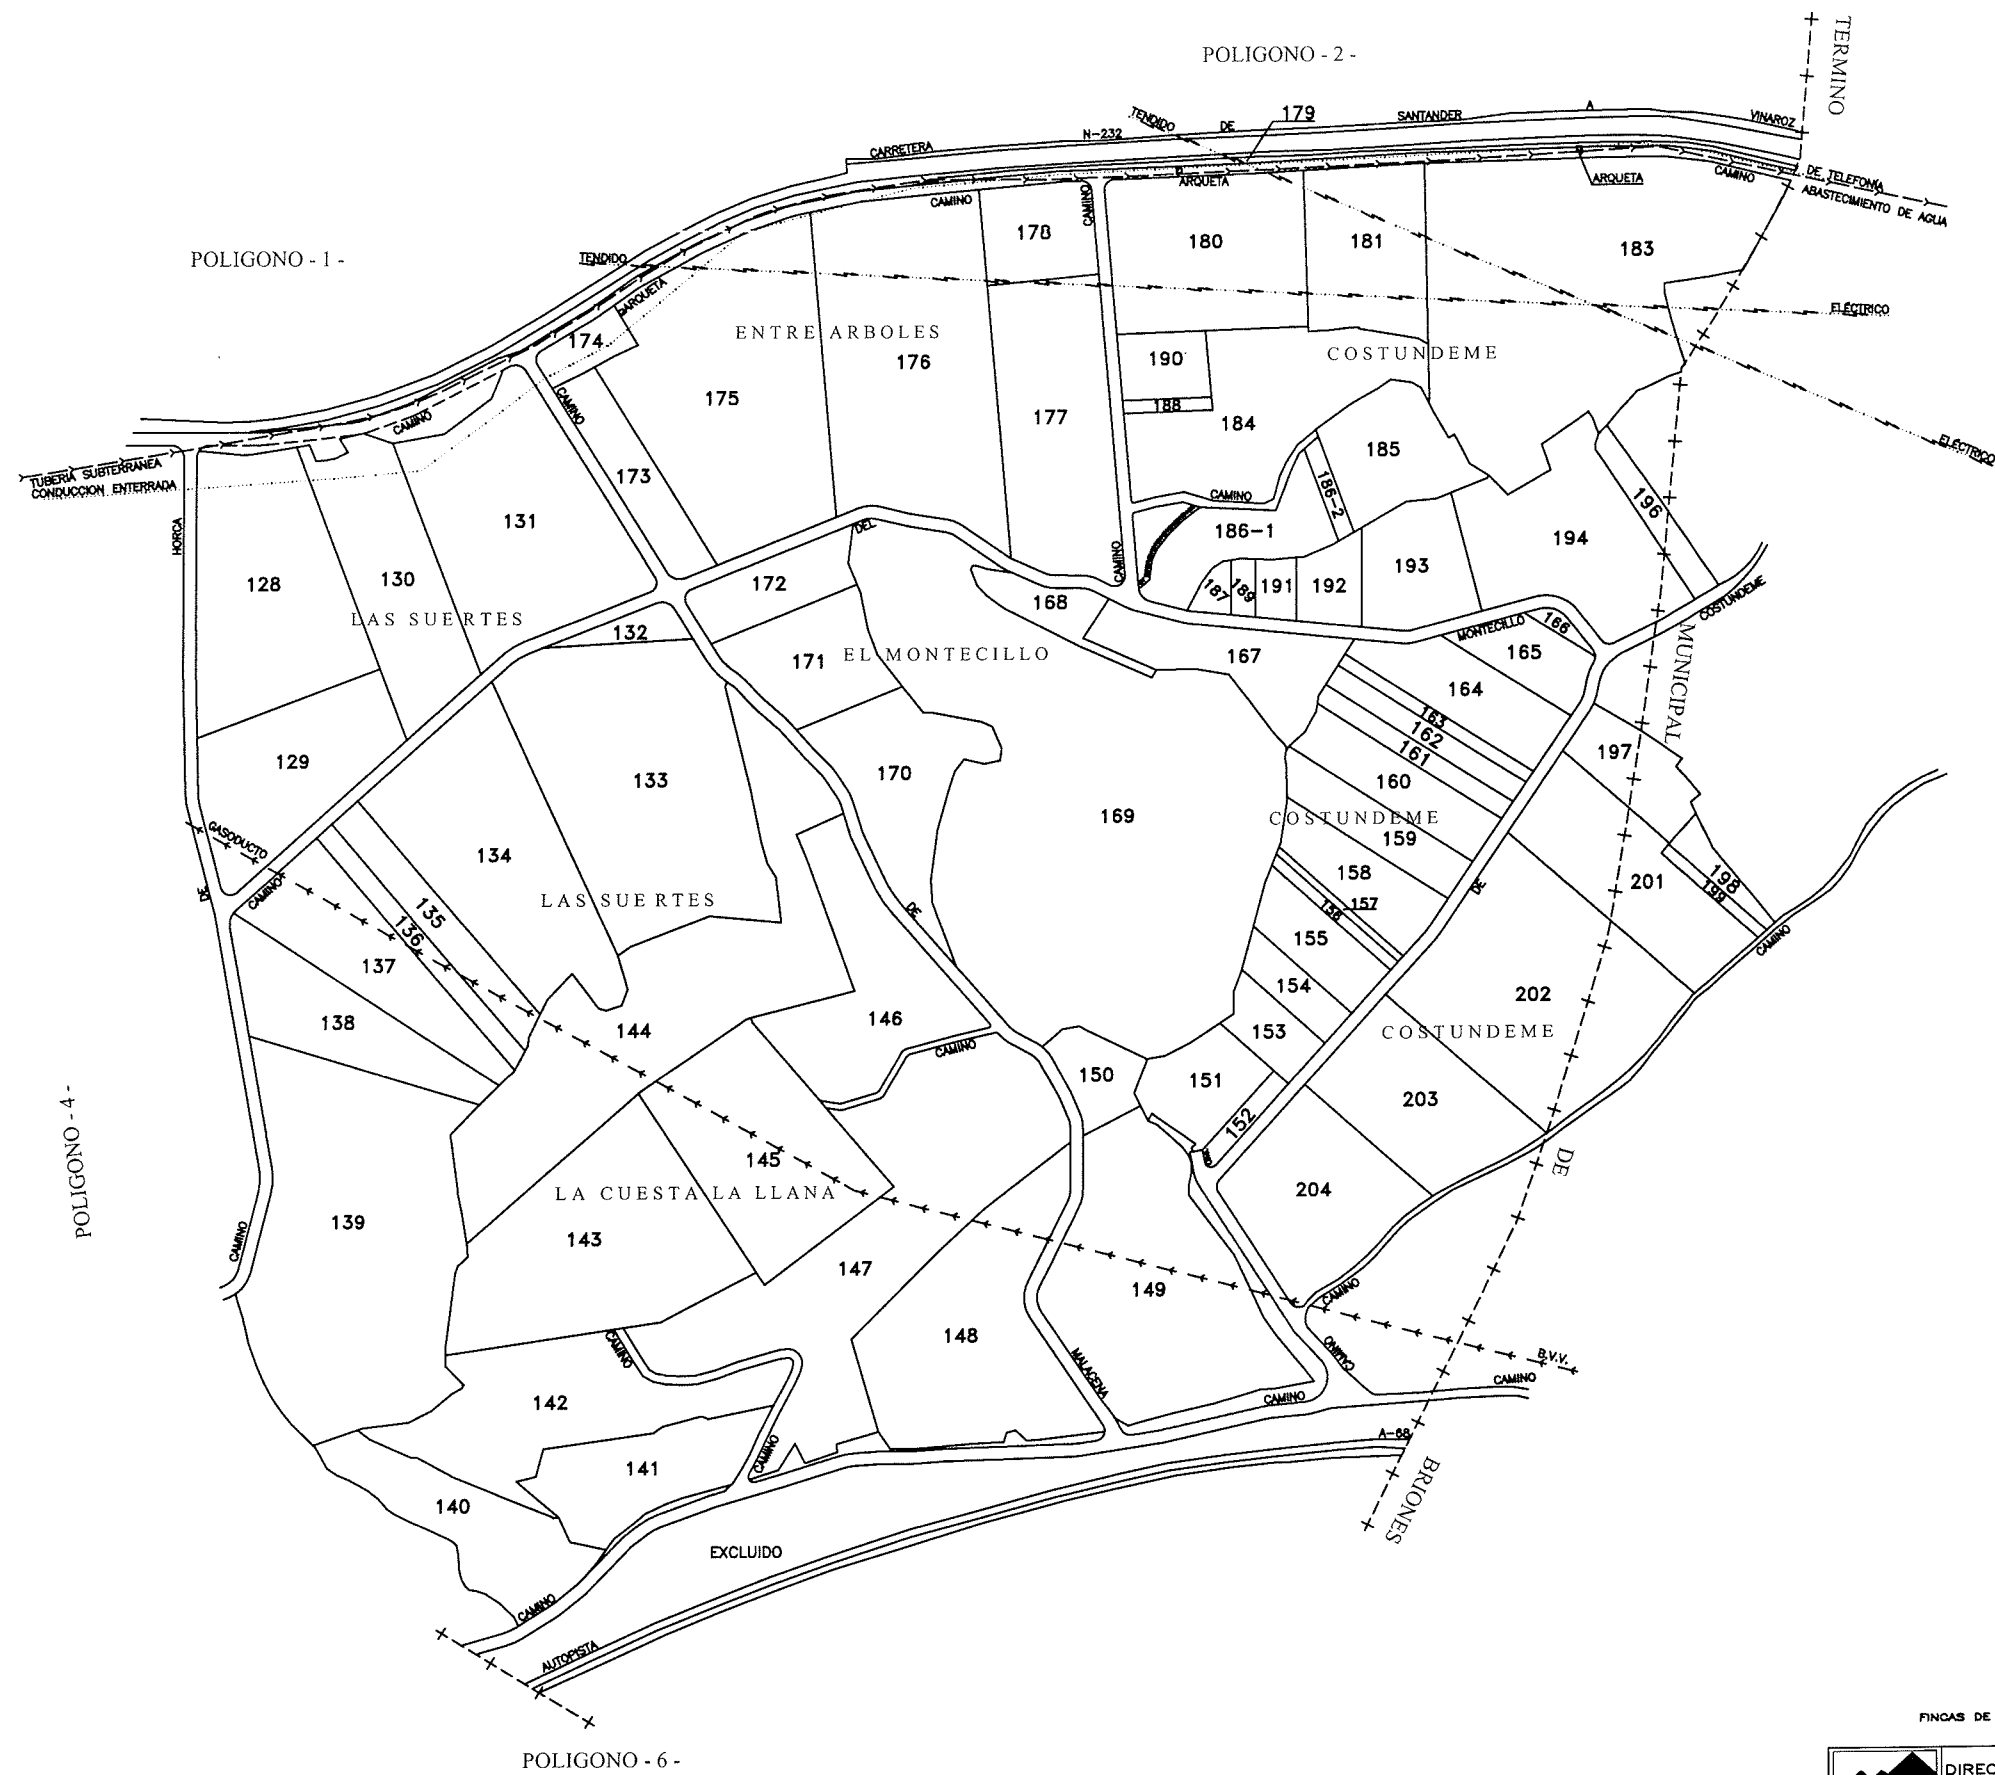 POLIGONO - 2 -
TERMINO
TENDIDO
179
N-232
DE
SANTANDER
A
VINAROZ
CARRETERA
ARQUETA
ARQUETA
CAMINO
DE TELEFONÍA
ABASTECIMIENTO DE AGUA
CAMINO
CAMINO
178
180
181
183
POLIGONO - 1 -
TENDIDO
ARQUETA
ELÉCTRICO
174
ENTRE ARBOLES
176
190
COSTUNDEME
175
188
177
184
CAMINO
CAMINO
185
ELÉCTRICO
TUBERÍA SUBTERRANEA
CONDUCCION ENTERRADA
173
186-2
196
CAMINO
HORCA
131
DEL
186-1
194
CAMINO
128
130
172
168
187
189
191
192
193
COSTUNDEME
LAS SUERTES
132
MONTECILLO
166
171
EL MONTECILLO
167
165
MUNICIPAL
164
163
162
161
197
129
133
170
160
169
COSTUNDEME
159
GASODUCTO
134
158
201
198
199
DE
CAMINO
135
136
LAS SUERTES
DE
157
156
DE
155
CAMINO
137
154
202
138
144
146
153
COSTUNDEME
CAMINO
150
151
203
POLIGONO - 4 -
152
145
DE
LA CUESTA LA LLANA
204
139
CAMINO
143
147
149
CAMINO
148
CAMINO
MALACENA
CAMINO
B.V.V.
CAMINO
142
CAMINO
A-68
141
CAMINO
BRIONES
140
EXCLUIDO
CAMINO
AUTOPISTA
FINCAS DE
POLIGONO - 6 -
DIREC